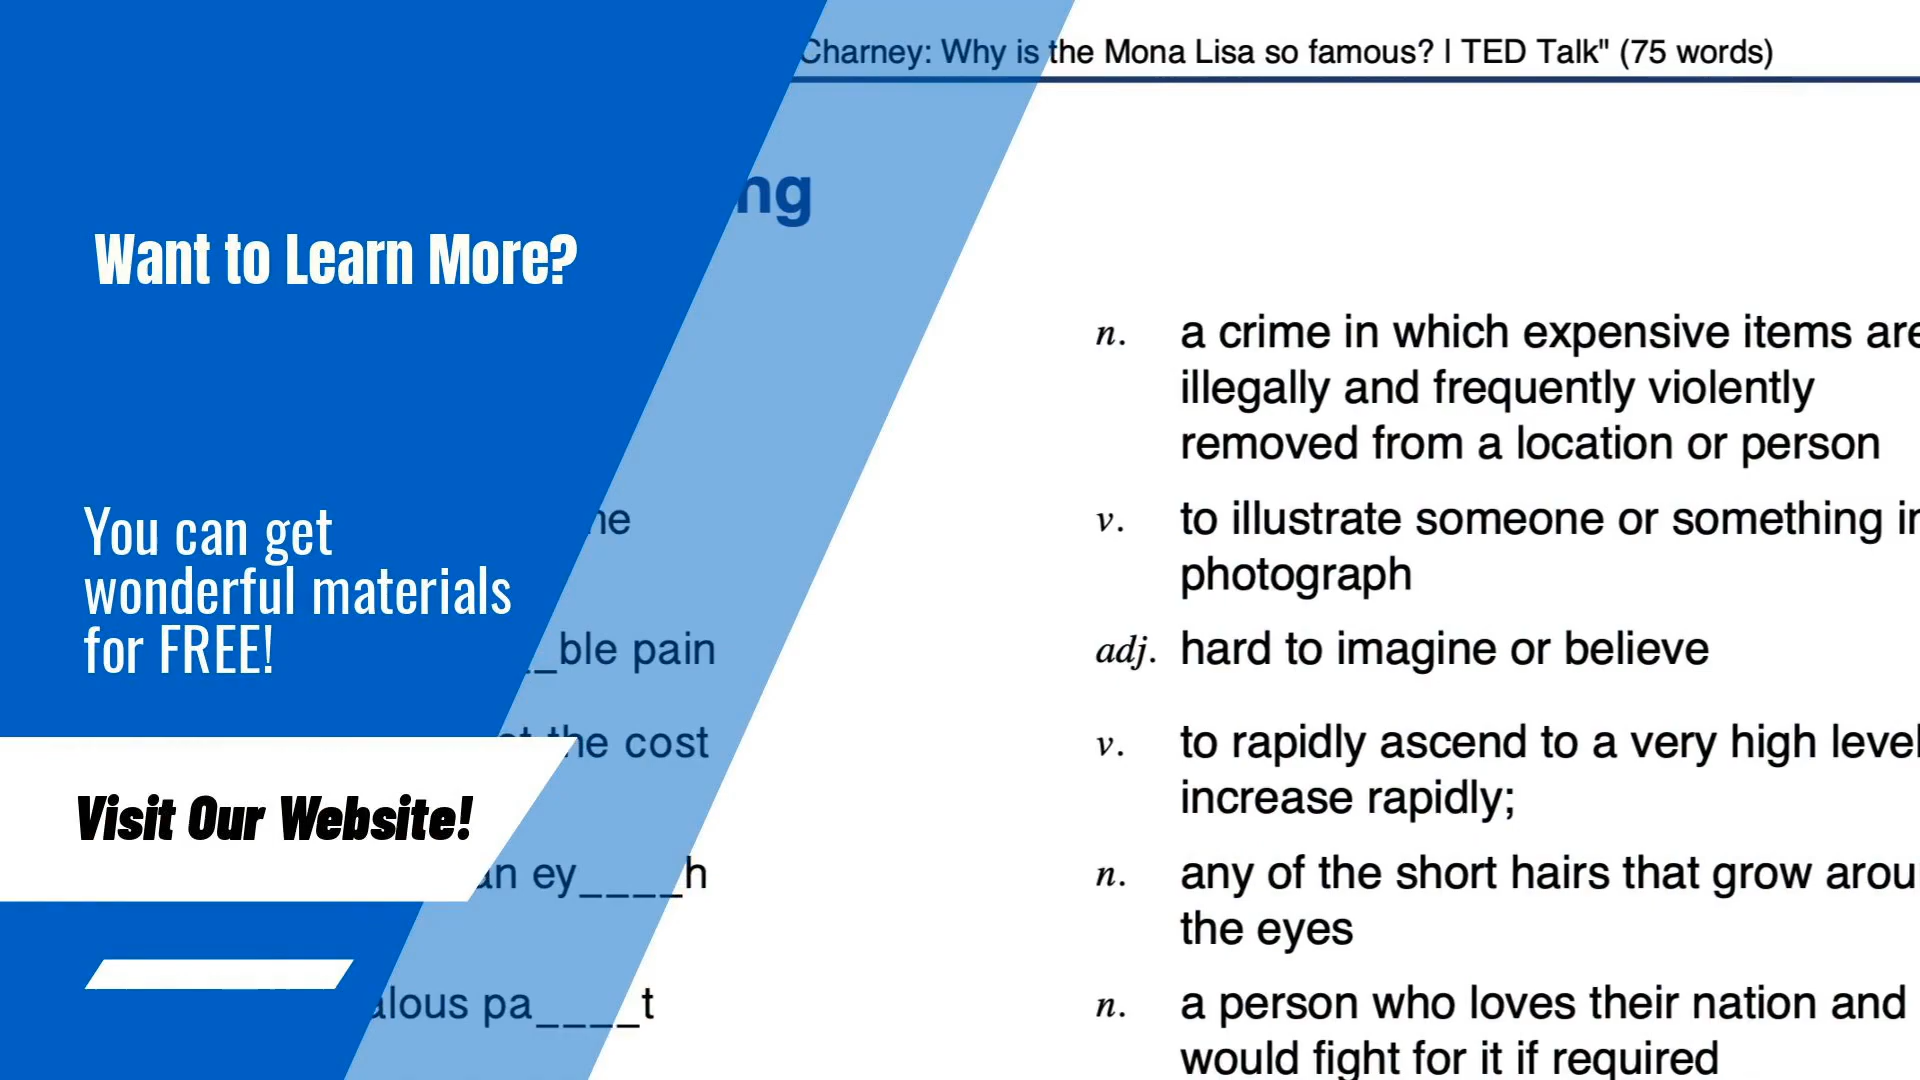 Charney: Why is the Mona Lisa so famous? | TED Talk" (75 words)
ng
Want to Learn More?
You can get
wonderful materials
for FREE!
Visit Our Website!
n. a crime in which expensive items are
illegally and frequently violently
removed from a location or person
v. to illustrate someone or something in
photograph
_ble pain
adj. hard to imagine or believe
the cost
v. to rapidly ascend to a very high level
increase rapidly;
an ey____h
n. any of the short hairs that grow arou
the eyes
alous pa____t
n. a person who loves their nation and
would fight for it if required